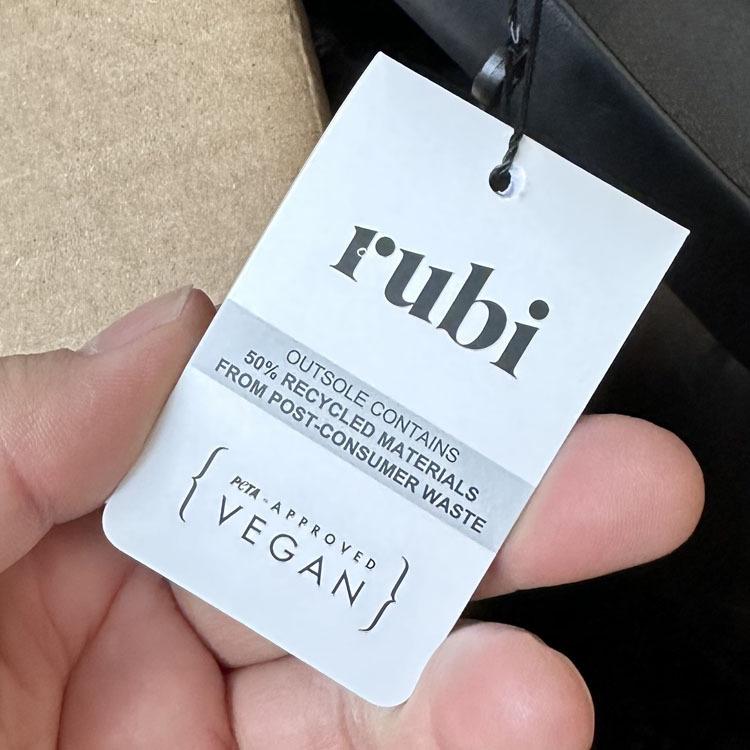 rubi
OUTSOLE CONTAINS
50% RECYCLED MATERIALS
FROM POST-CONSUMER WASTE
PeTA - APPROVED
VEGAN